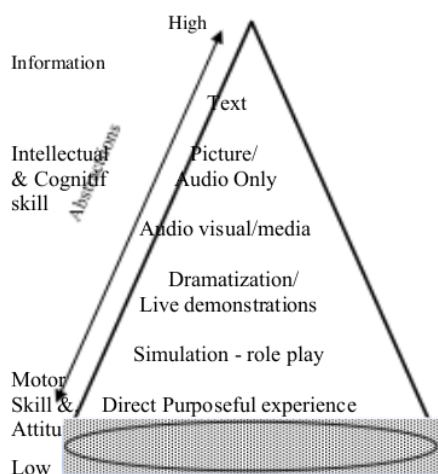 High
Information
Text
Abstractions
Intellectual
& Cognitif
skill
Picture/
Audio Only
Audio visual/media
Dramatization/
Live demonstrations
Simulation - role play
Motor
Skill &
Attitu
Direct Purposeful experience
Low